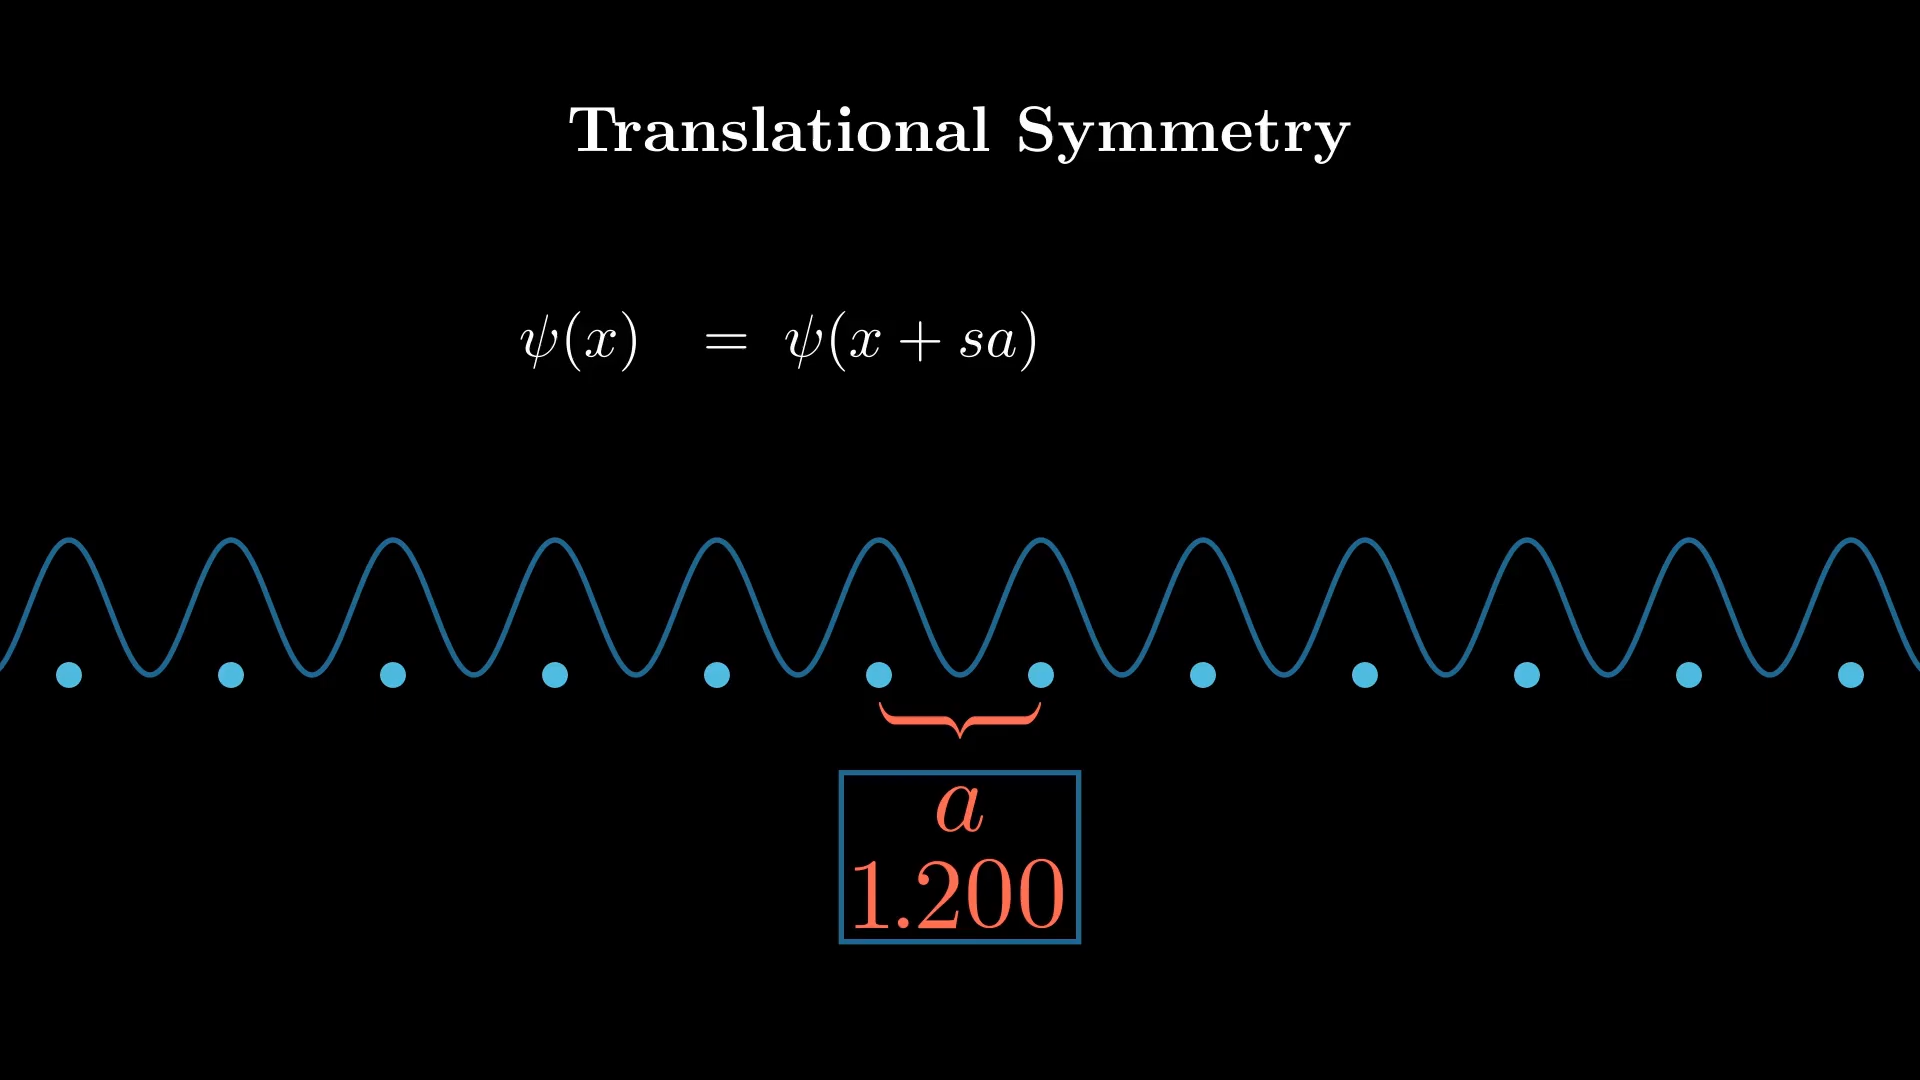 Translational Symmetry
ψ(x) = ψ(x + sa)
a
1.200